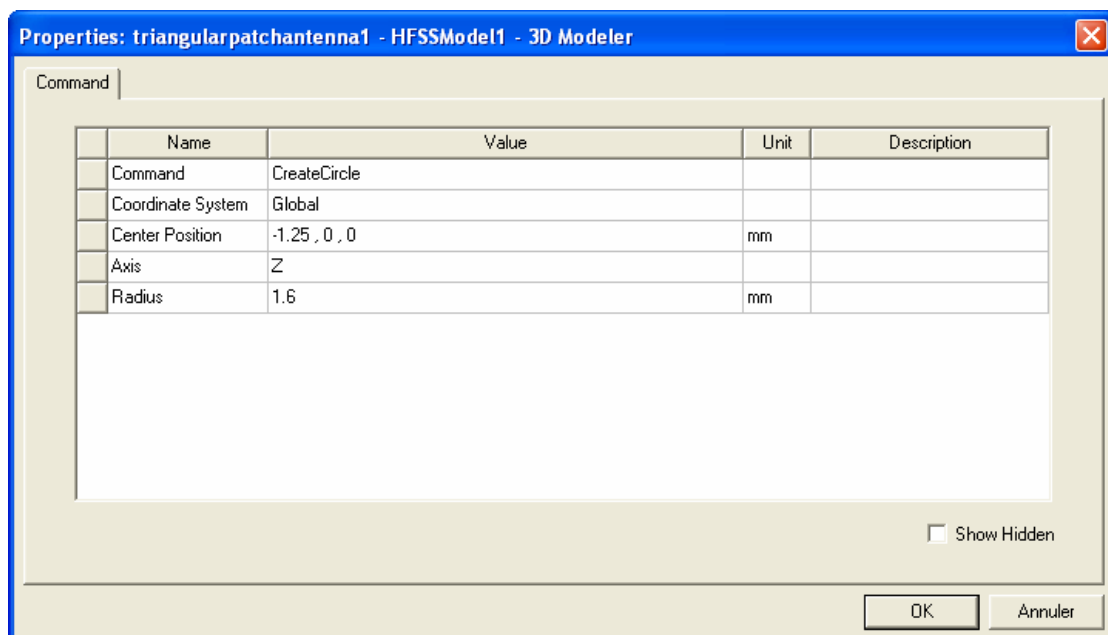 Properties: triangularpatchantenna1 - HFSSModel1 - 3D Modeler
Command
Name Value Unit Description
Command CreateCircle
Coordinate System Global
Center Position -1.25 , 0 , 0 mm
Axis Z
Radius 1.6 mm
Show Hidden
OK Annuler